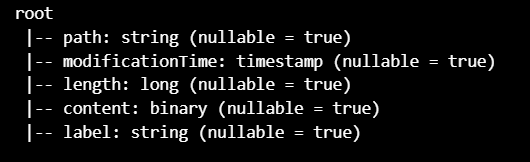 root
 |-- path: string (nullable = true)
 |-- modificationTime: timestamp (nullable = true)
 |-- length: long (nullable = true)
 |-- content: binary (nullable = true)
 |-- label: string (nullable = true)